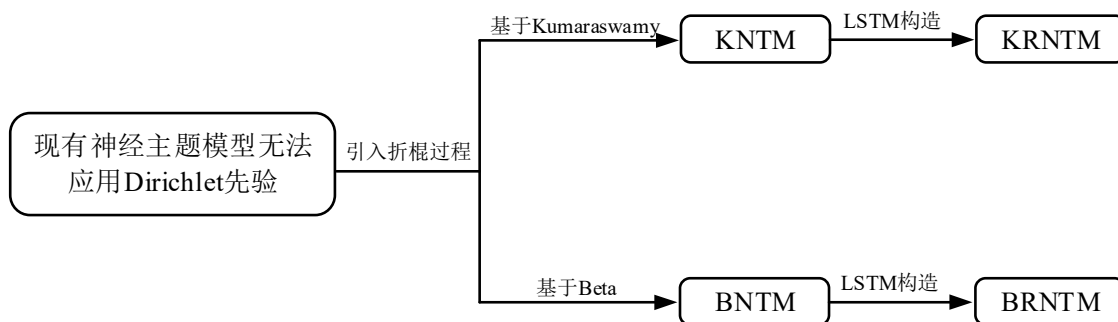 基于Kumaraswamy
KNTM
LSTM构造
KRNTM
现有神经主题模型无法
应用Dirichlet先验
引入折棍过程
基于Beta
BNTM
LSTM构造
BRNTM